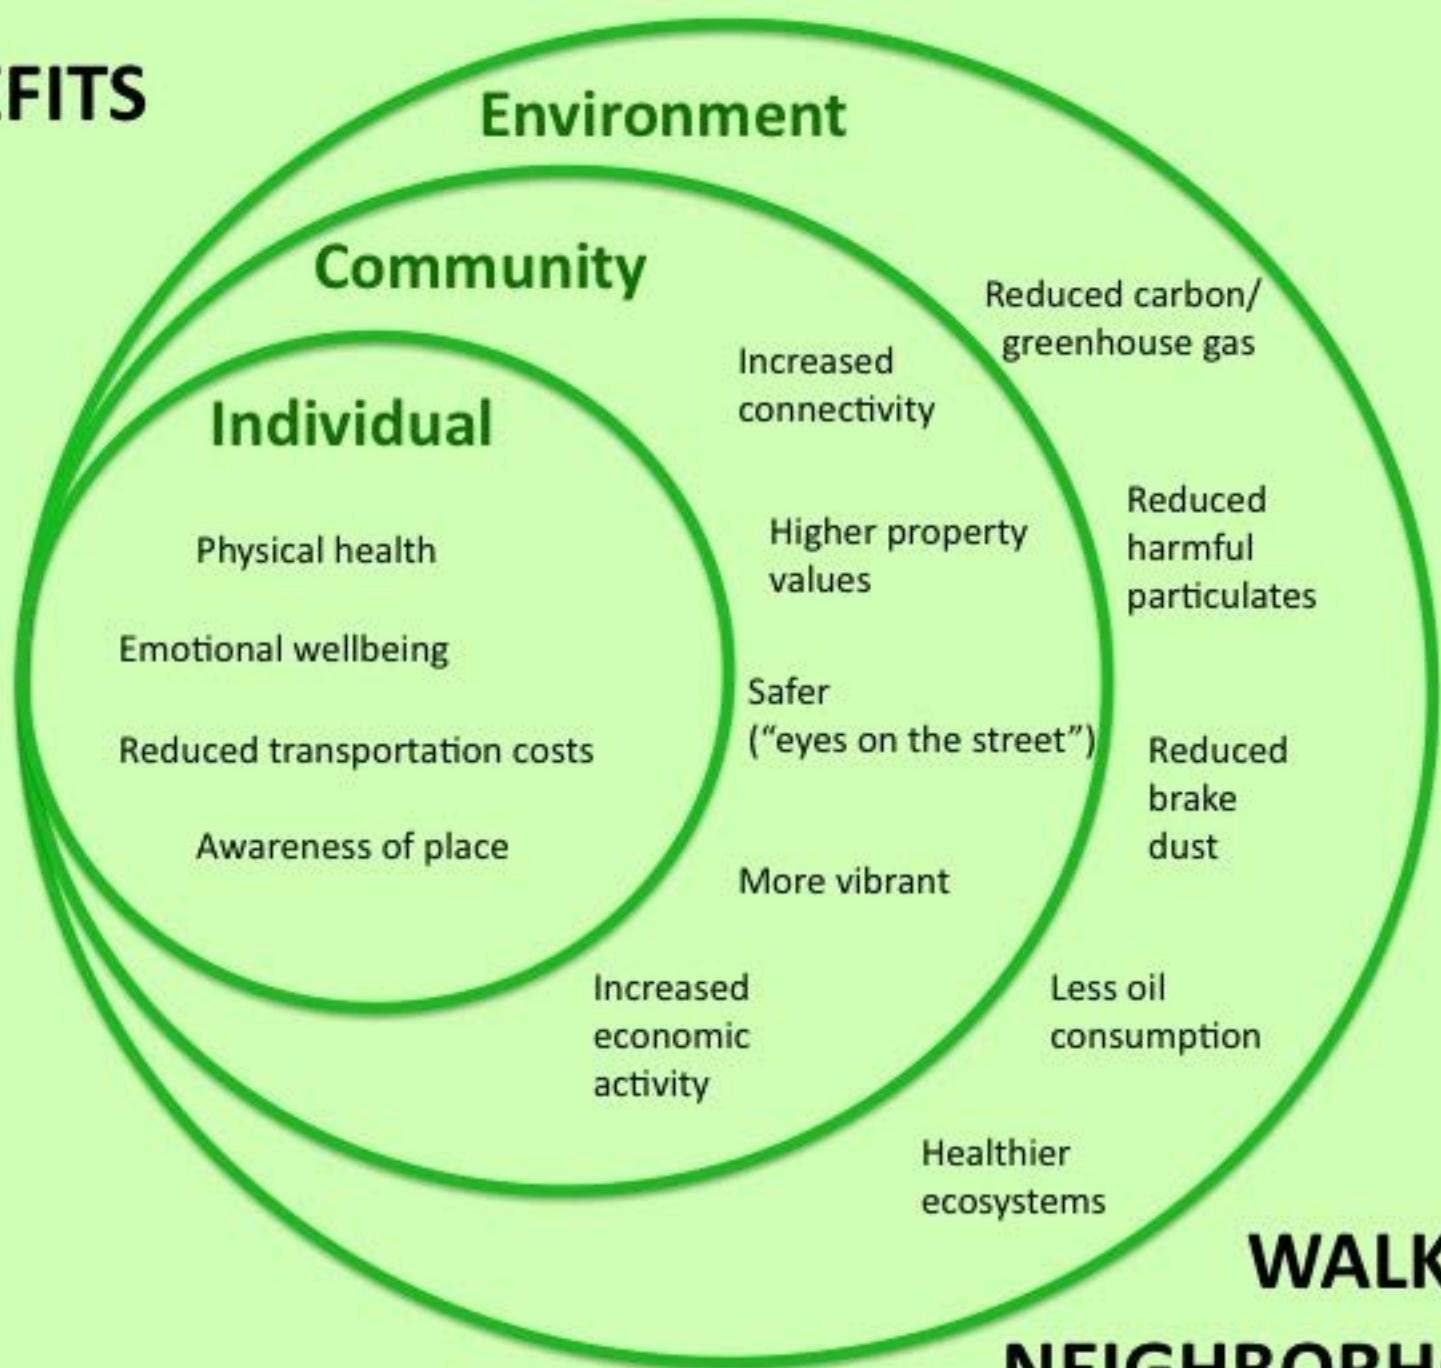 EFITS
Environment
Community
Individual
Physical health
Emotional wellbeing
Reduced transportation costs
Awareness of place
Increased
connectivity
Higher property
values
Safer
(“eyes on the street”)
More vibrant
Increased
economic
activity
Reduced carbon/
greenhouse gas
Reduced
harmful
particulates
Reduced
brake
dust
Less oil
consumption
Healthier
ecosystems
WALK
NEIGHBORH